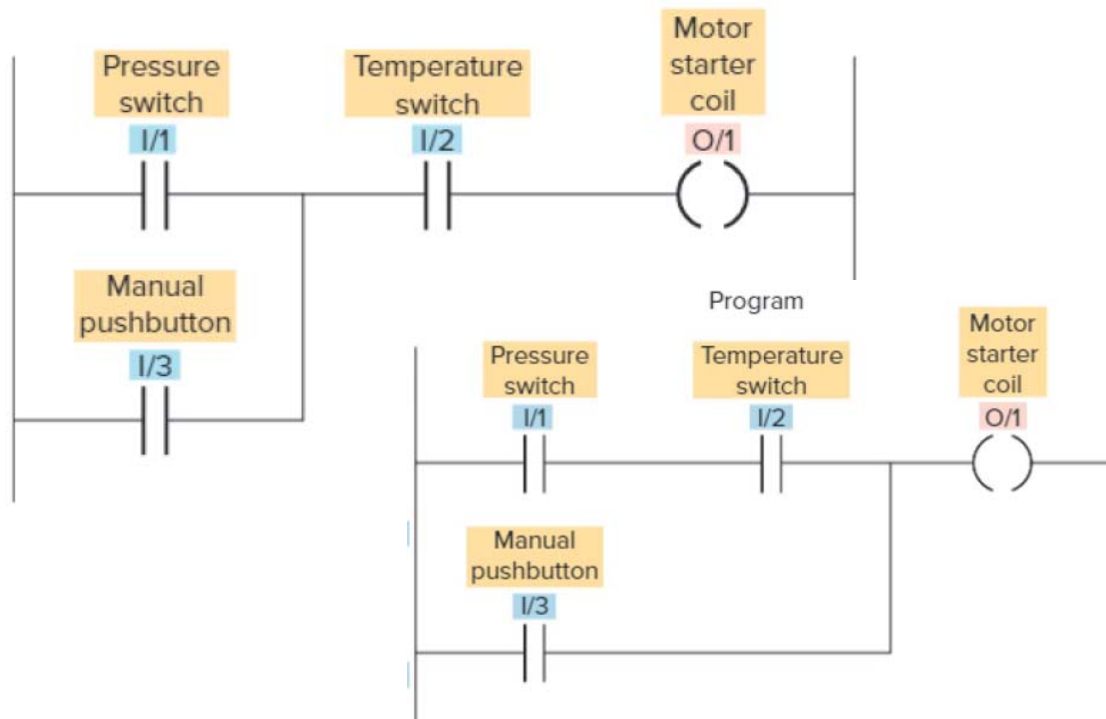 Pressure
switch
I/1
Temperature
switch
I/2
Motor
starter
coil
O/1
Manual
pushbutton
I/3
Program
Pressure
switch
I/1
Temperature
switch
I/2
Motor
starter
coil
O/1
Manual
pushbutton
I/3